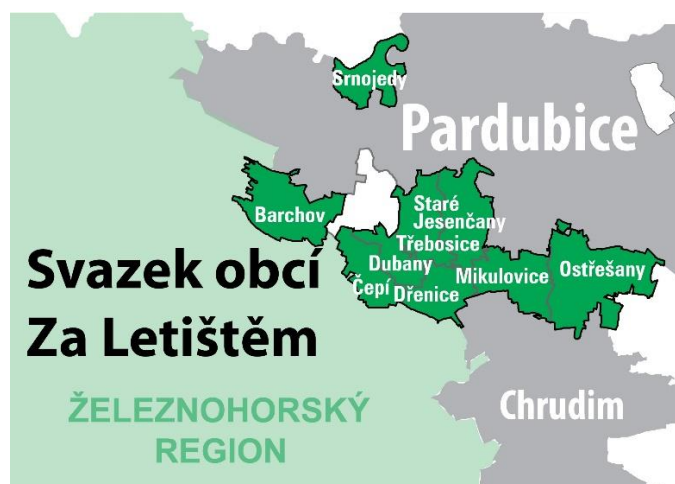 Srnojedy
Pardubice
Barchov
Staré
Jesenčany
Třebosice
Dubany
Mikulovice
Ostřešany
Čepí
Dřenice
Svazek obcí
Za Letištěm
ŽELEZNOHORSKÝ
REGION
Chrudim